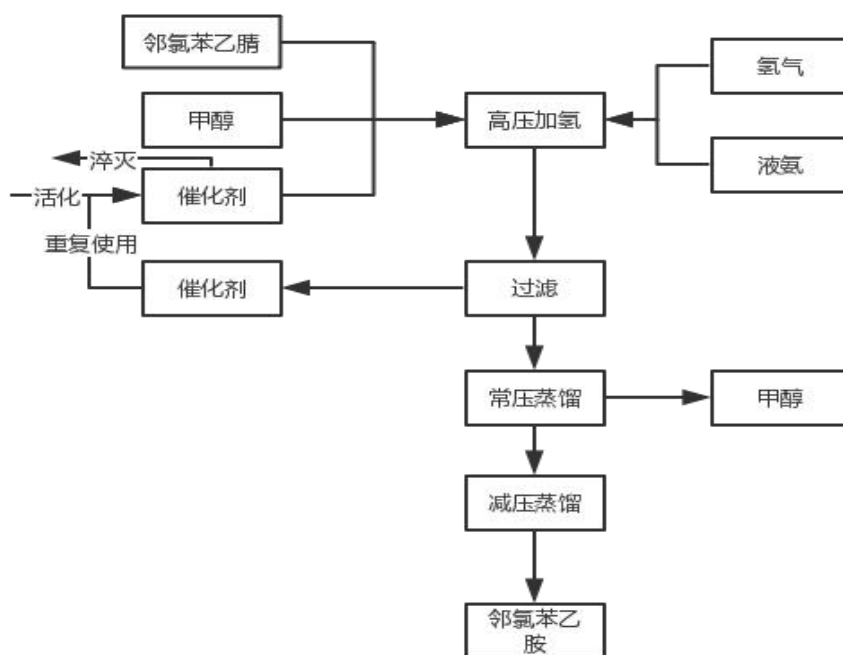 邻氯苯乙腈
氢气
甲醇
高压加氢
淬灭
液氨
活化
催化剂
重复使用
催化剂
过滤
常压蒸馏
甲醇
减压蒸馏
邻氯苯乙
胺